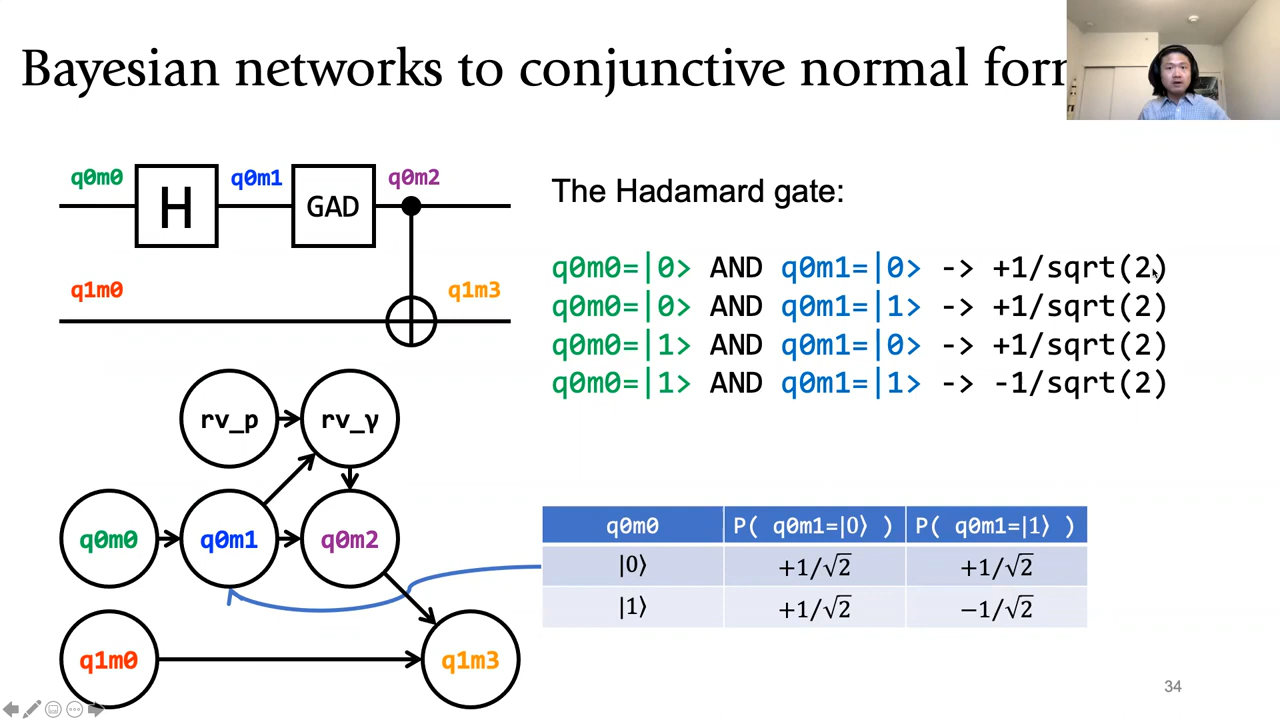 Bayesian networks to conjunctive normal for
q0m0 q0m1 q0m2
H GAD
q1m0 q1m3
The Hadamard gate:
q0m0=|0> AND q0m1=|0> -> +1/sqrt(2)
q0m0=|0> AND q0m1=|1> -> +1/sqrt(2)
q0m0=|1> AND q0m1=|0> -> +1/sqrt(2)
q0m0=|1> AND q0m1=|1> -> -1/sqrt(2)
rv_p rv_γ
q0m0 q0m1 q0m2
q1m0 q1m3
q0m0 P( q0m1=|0⟩ ) P( q0m1=|1⟩ )
|0⟩ +1/√2 +1/√2
|1⟩ +1/√2 −1/√2
34